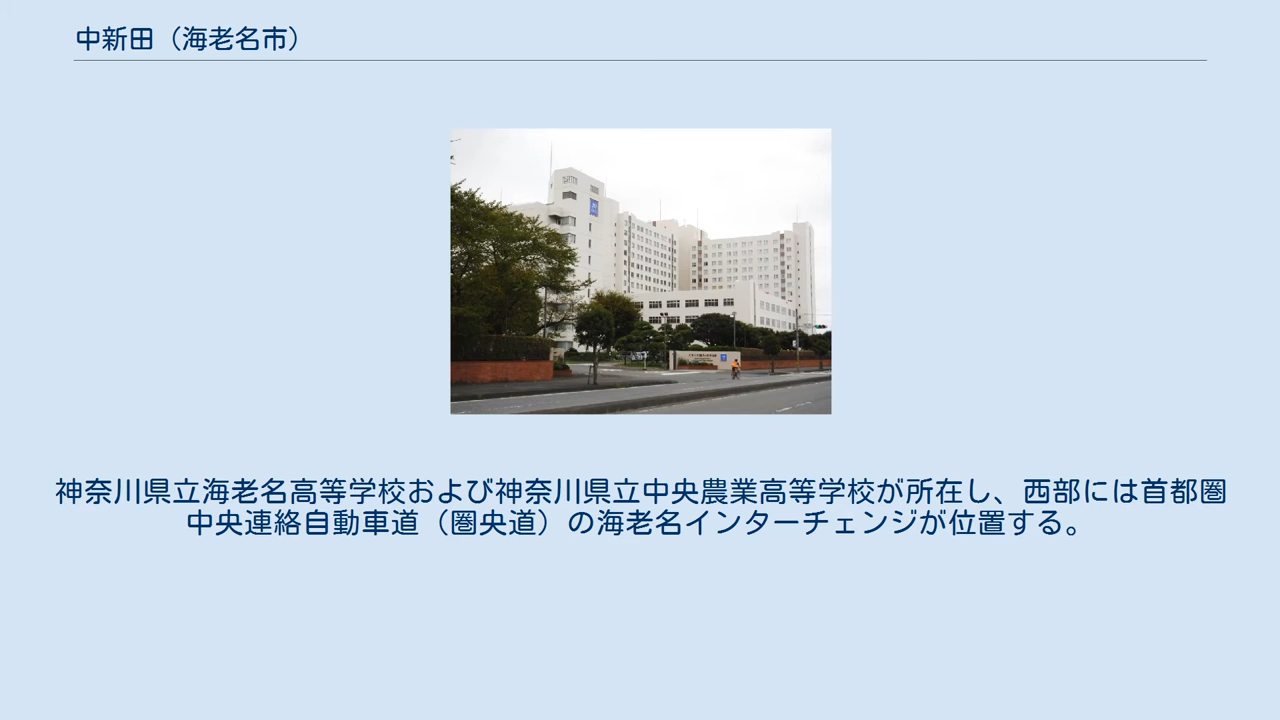 中新田（海老名市）
神奈川県立海老名高等学校および神奈川県立中央農業高等学校が所在し、西部には首都圏
中央連絡自動車道（圏央道）の海老名インターチェンジが位置する。